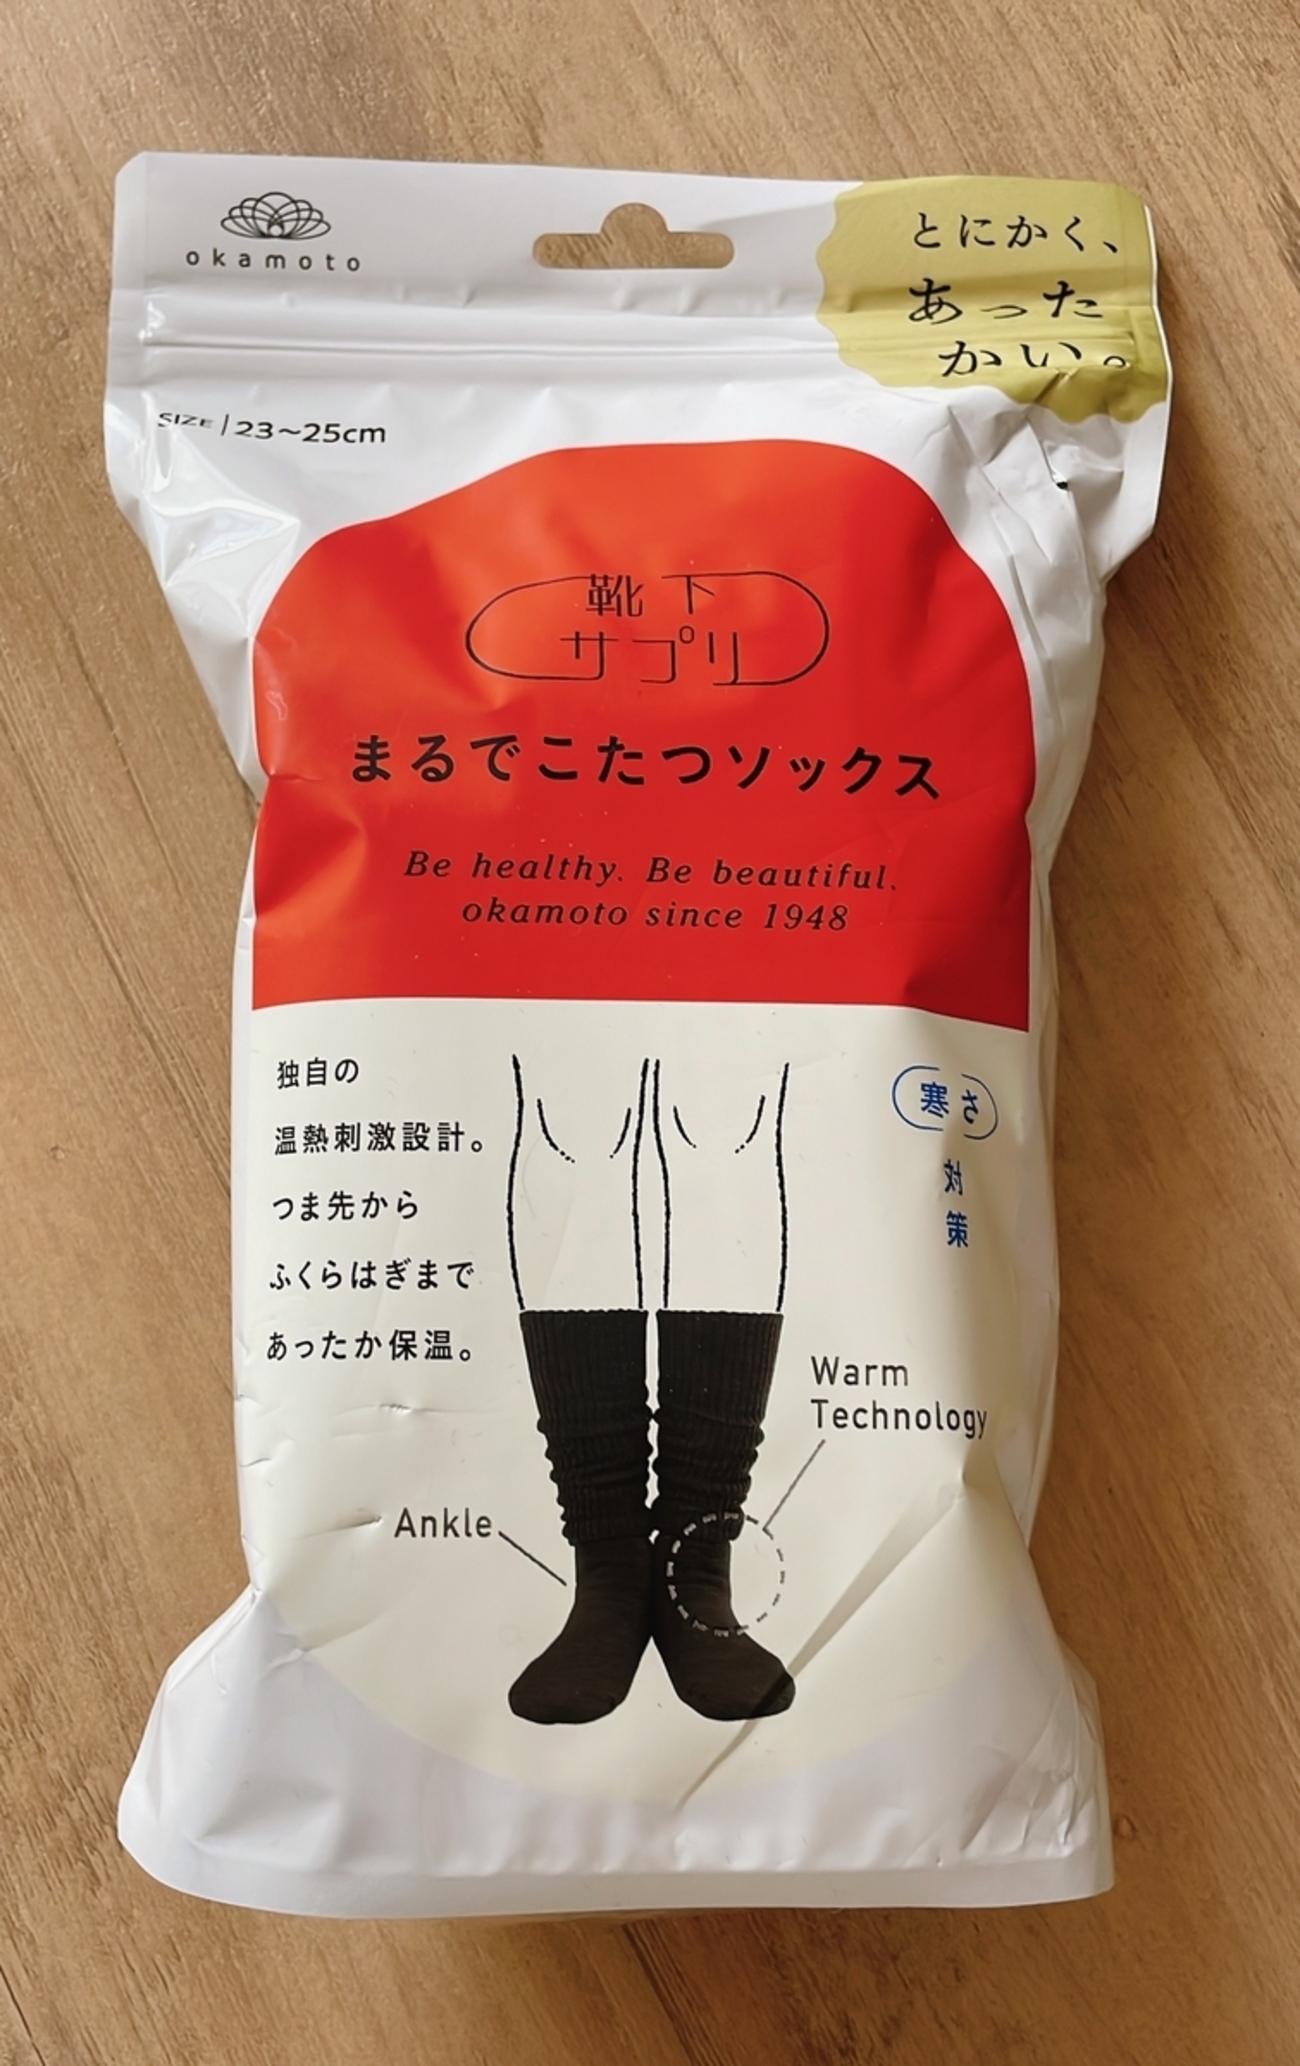 okamoto
とにかく、
あった
かい。
SIZE | 23~25cm
靴下
サプリ
まるでこたつソックス
Be healthy. Be beautiful.
okamoto since 1948
独自の
温熱刺激設計。
つま先から
ふくらはぎまで
あったか保温。
寒さ
対
策
Warm
Technology
Ankle